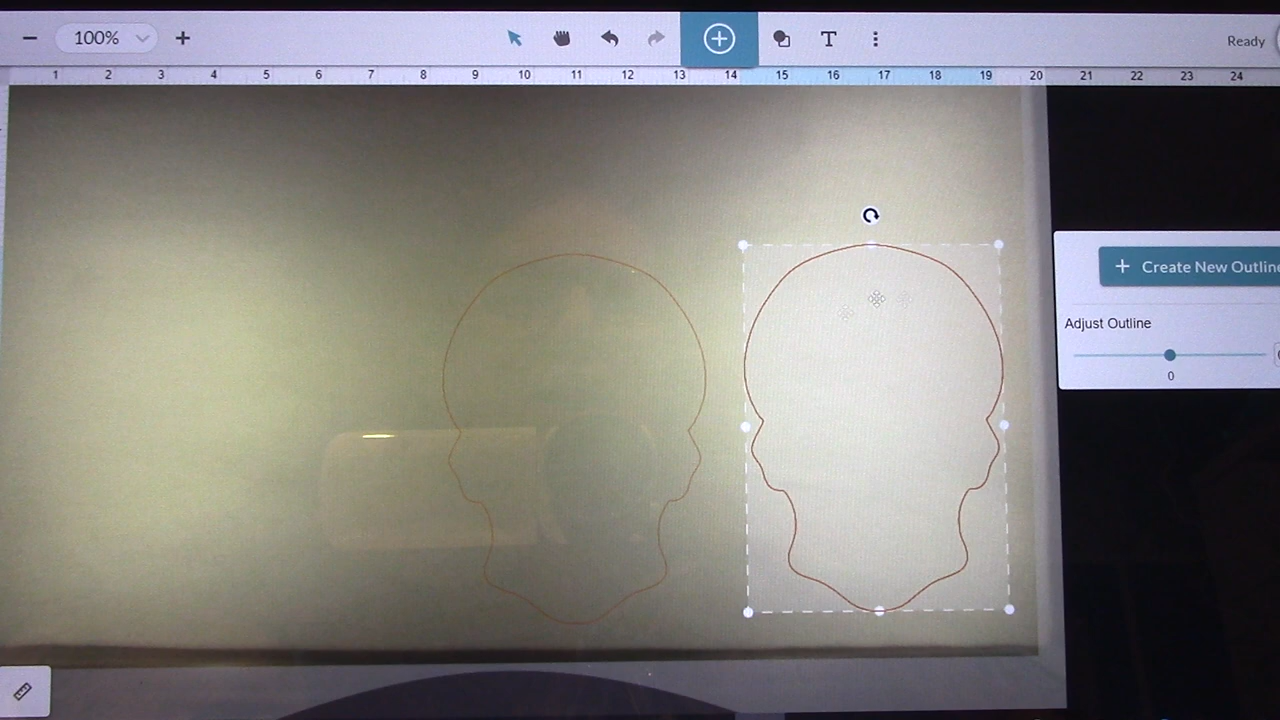 100% T Ready
1 2 3 4 5 6 7 8 9 10 11 12 13 14 15 16 17 18 19 20 21 22 23 24
Create New Outline
Adjust Outline
0